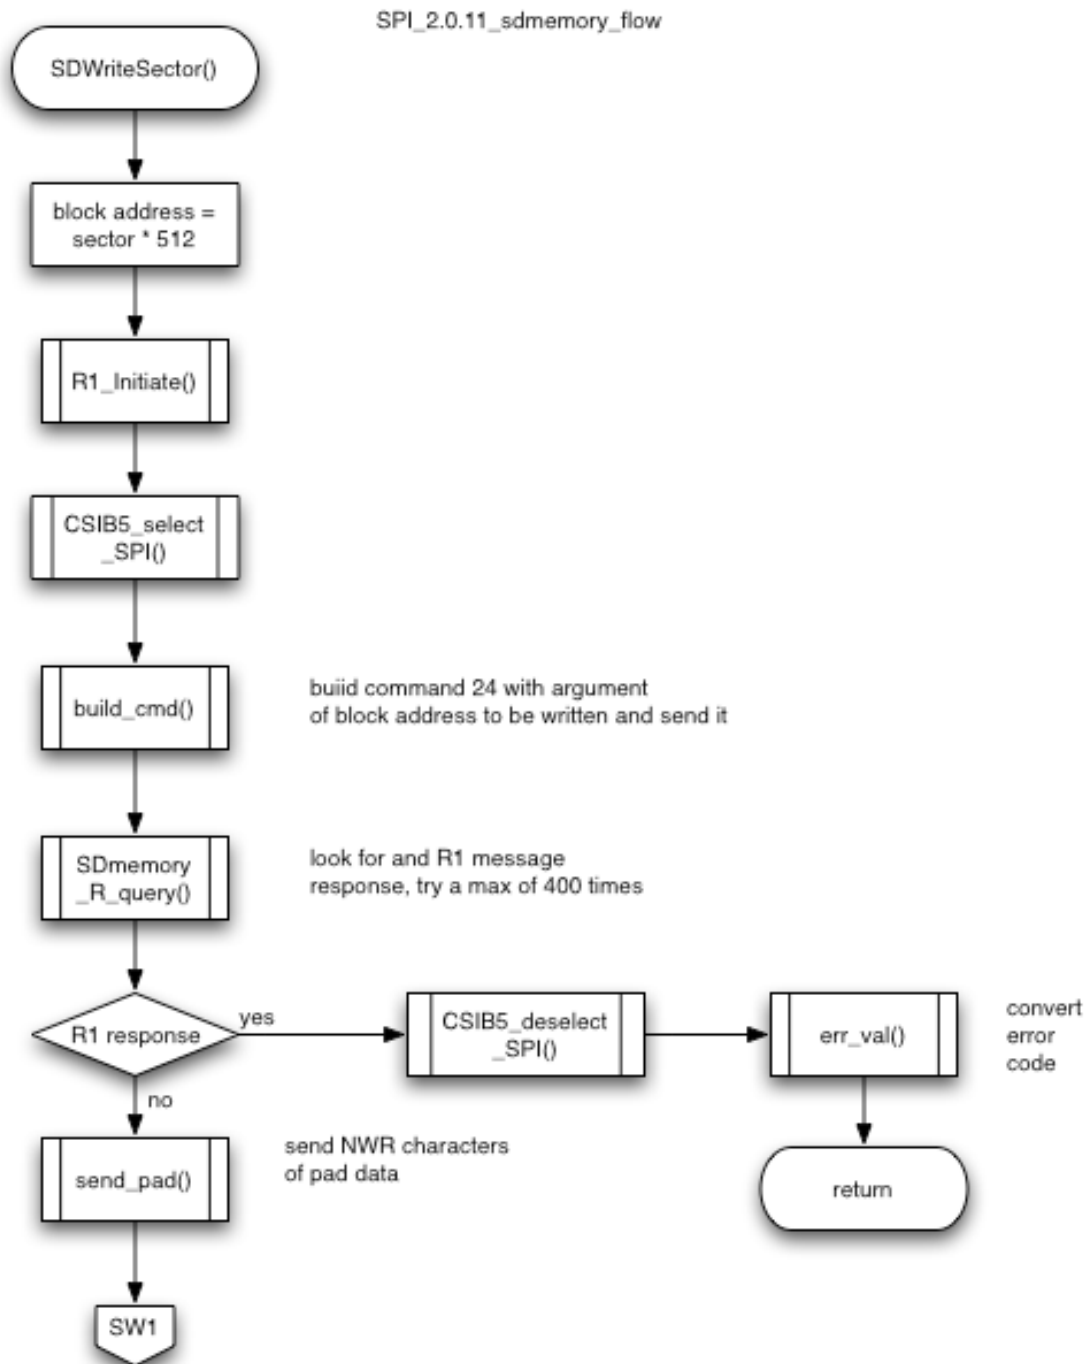 SPI_2.0.11_sdmemory_flow
SDWriteSector()
block address =
sector * 512
R1_Initiate()
CSIB5_select
_SPI()
build_cmd()
buiid command 24 with argument
of block address to be written and send it
SDmemory
_R_query()
look for and R1 message
response, try a max of 400 times
R1 response
yes
CSIB5_deselect
_SPI()
err_val()
convert
error
code
no
send_pad()
send NWR characters
of pad data
return
SW1